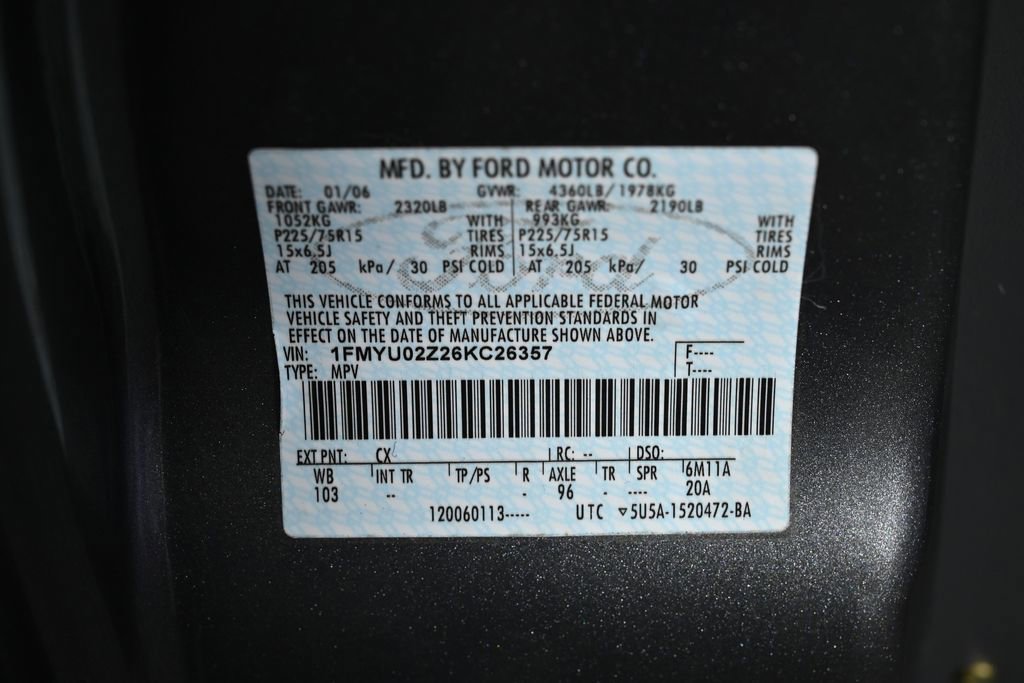 MFD. BY FORD MOTOR CO.
DATE: 01/06 GVWR: 4360LB/1978KG
FRONT GAWR: 2320LB REAR GAWR: 2190LB
1052KG WITH 993KG WITH
P225/75R15 TIRES P225/75R15 TIRES
15x6.5J RIMS 15x6.5J RIMS
AT 205 kPa/ 30 PSI COLD AT 205 kPa/ 30 PSI COLD
Ford
THIS VEHICLE CONFORMS TO ALL APPLICABLE FEDERAL MOTOR
VEHICLE SAFETY AND THEFT PREVENTION STANDARDS IN
EFFECT ON THE DATE OF MANUFACTURE SHOWN ABOVE.
VIN: 1FMYU02Z26KC26357 F----
TYPE: MPV T----
EXT PNT: CX RC: -- DSO:
WB INT TR TP/PS R AXLE TR SPR 6M11A
103 -- - 96 - ---- 20A
120060113----- UTC ▽5U5A-1520472-BA